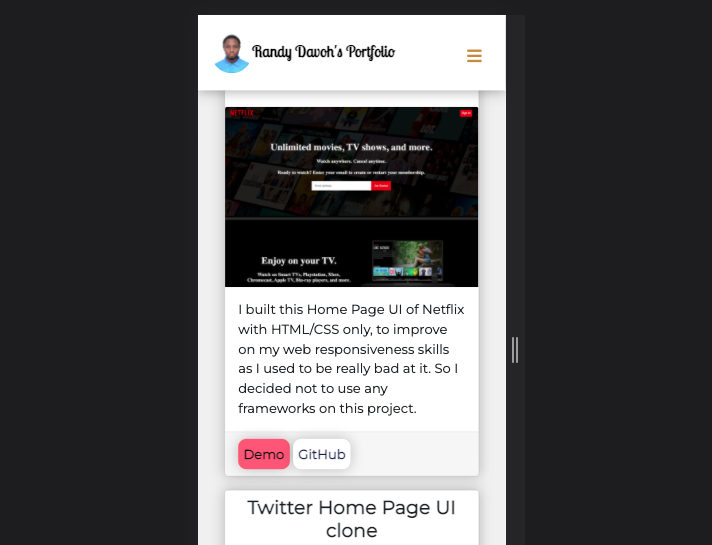 Randy Davoh's Portfolio
NETFLIX
Sign In
Unlimited movies, TV shows, and more.
Watch anywhere. Cancel anytime.
Ready to watch? Enter your email to create or restart your membership.
Email address
Get Started
Enjoy on your TV.
Watch on Smart TVs, Playstation, Xbox,
Chromecast, Apple TV, Blu-ray players, and more.
I built this Home Page UI of Netflix
with HTML/CSS only, to improve
on my web responsiveness skills
as I used to be really bad at it. So I
decided not to use any
frameworks on this project.
Demo
GitHub
Twitter Home Page UI
clone